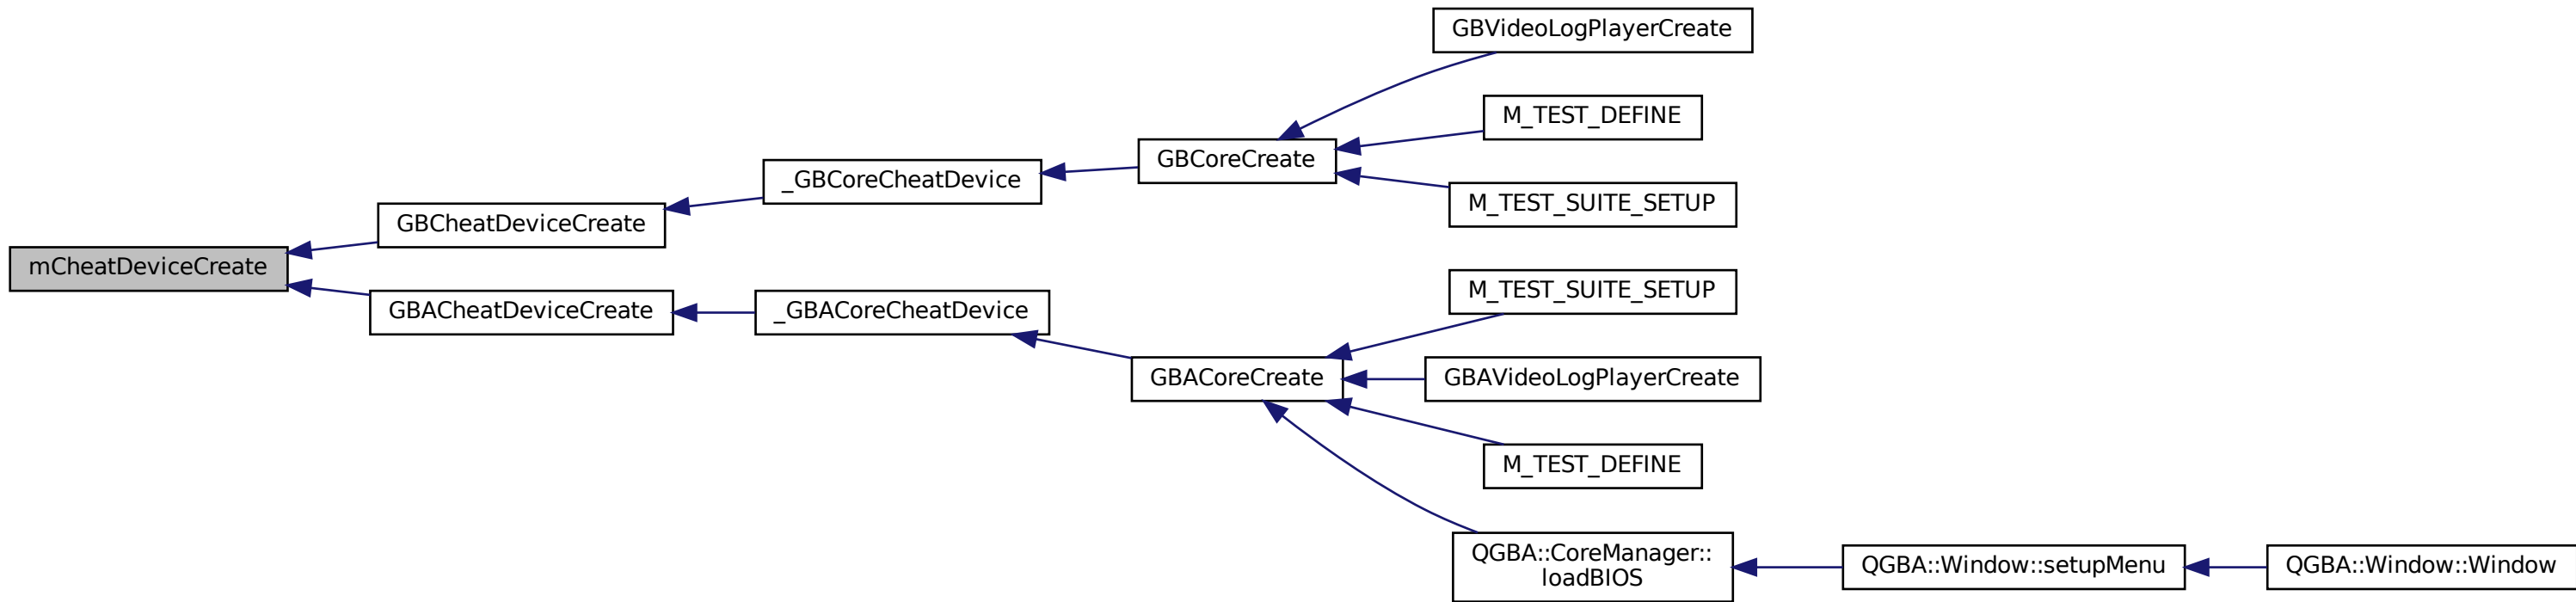 GBVideoLogPlayerCreate
M_TEST_DEFINE
GBCoreCreate
_GBCoreCheatDevice
M_TEST_SUITE_SETUP
GBCheatDeviceCreate
mCheatDeviceCreate
M_TEST_SUITE_SETUP
GBACheatDeviceCreate
_GBACoreCheatDevice
GBACoreCreate
GBAVideoLogPlayerCreate
M_TEST_DEFINE
QGBA::CoreManager::
loadBIOS
QGBA::Window::setupMenu
QGBA::Window::Window